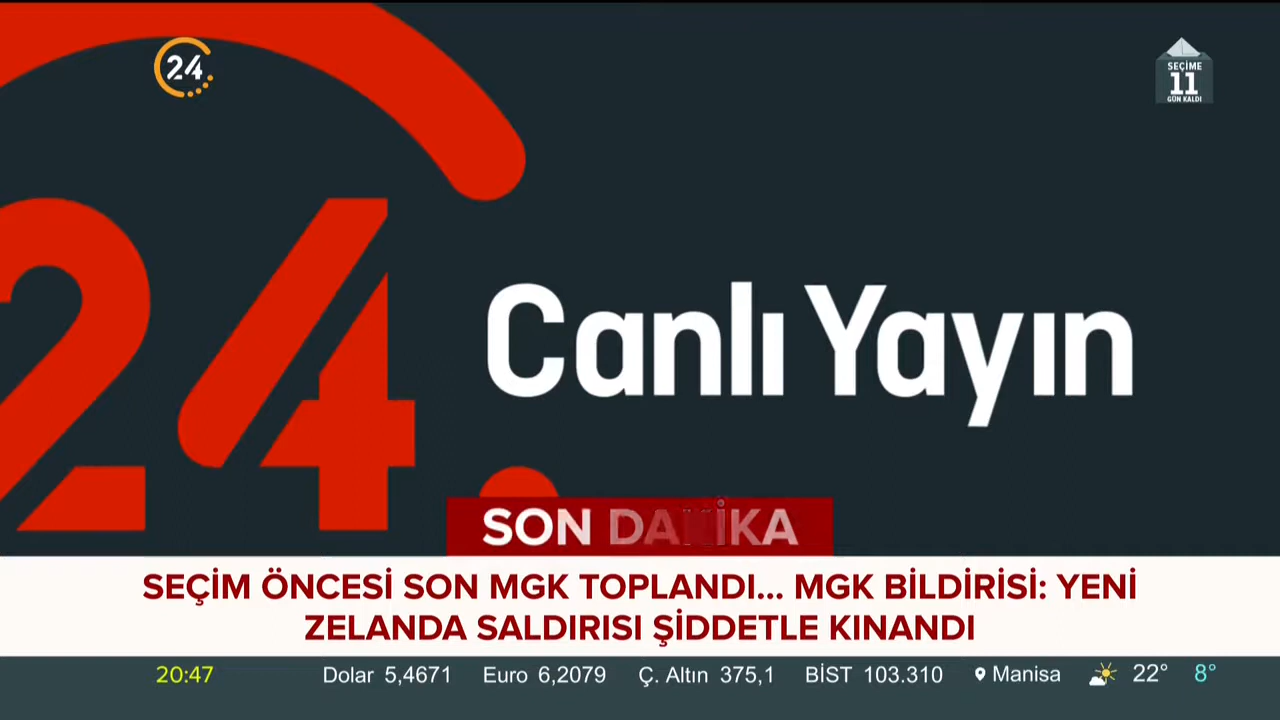 24
SEÇİME
11
GÜN KALDI
24
Canlı Yayın
SON DAKİKA
SEÇİM ÖNCESİ SON MGK TOPLANDI... MGK BİLDİRİSİ: YENİ
ZELANDA SALDIRISI ŞİDDETLE KINANDI
20:47 Dolar 5,4671 Euro 6,2079 Ç. Altın 375,1 BİST 103.310 Manisa 22° 8°